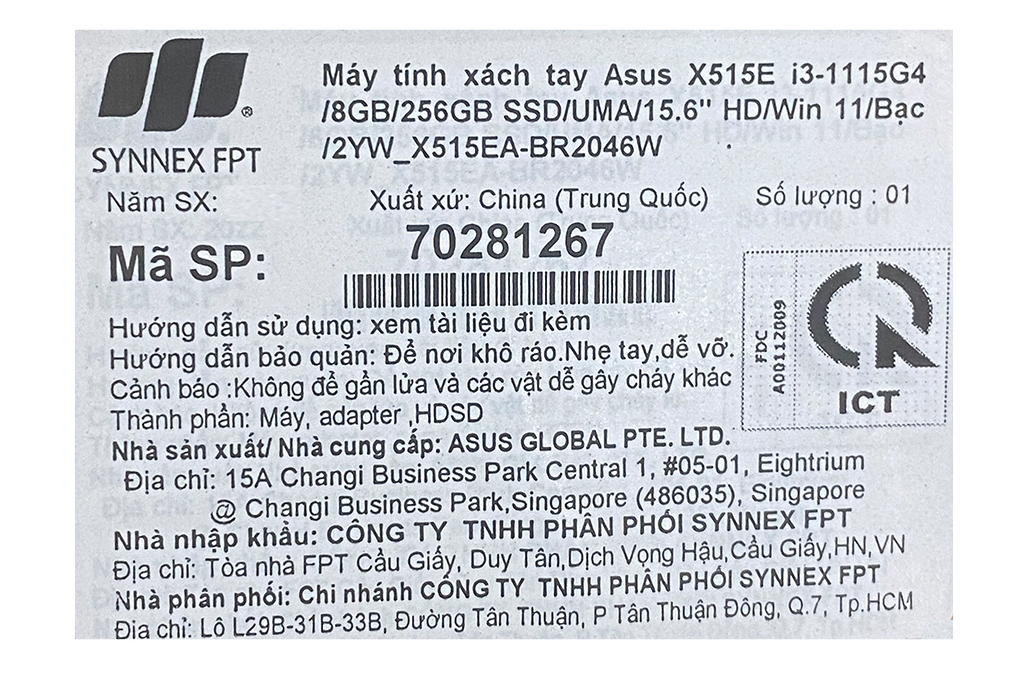 SYNNEX FPT
Máy tính xách tay Asus X515E i3-1115G4
/8GB/256GB SSD/UMA/15.6" HD/Win 11/Bạc
/2YW_X515EA-BR2046W
Năm SX: Xuất xứ: China (Trung Quốc) Số lượng : 01
Mã SP: 70281267
Hướng dẫn sử dụng: xem tài liệu đi kèm
Hướng dẫn bảo quản: Để nơi khô ráo.Nhẹ tay,dễ vỡ.
Cảnh báo :Không để gần lửa và các vật dễ gây cháy khác
Thành phần: Máy, adapter ,HDSD
FDC
A00112009
ICT
Nhà sản xuất/ Nhà cung cấp: ASUS GLOBAL PTE. LTD.
Địa chỉ: 15A Changi Business Park Central 1, #05-01, Eightrium
@ Changi Business Park,Singapore (486035), Singapore
Nhà nhập khẩu: CÔNG TY TNHH PHÂN PHỐI SYNNEX FPT
Địa chỉ: Tòa nhà FPT Cầu Giấy, Duy Tân,Dịch Vọng Hậu,Cầu Giấy,HN,VN
Nhà phân phối: Chi nhánh CÔNG TY TNHH PHÂN PHỐI SYNNEX FPT
Địa chỉ: Lô L29B-31B-33B, Đường Tân Thuận, P Tân Thuận Đông, Q.7, Tp.HCM